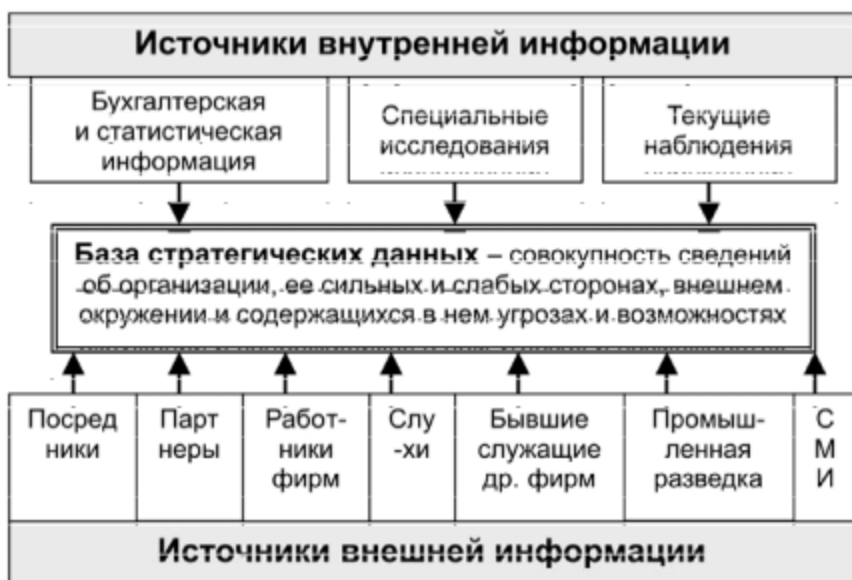 Источники внутренней информации
Бухгалтерская
и статистическая
информация
Специальные
исследования
Текущие
наблюдения
База стратегических данных – совокупность сведений
об организации, ее сильных и слабых сторонах, внешнем
окружении и содержащихся в нем угрозах и возможностях
Посред
ники
Парт
неры
Работ-
ники
фирм
Слу
-хи
Бывшие
служащие
др. фирм
Промыш-
ленная
разведка
С
М
И
Источники внешней информации